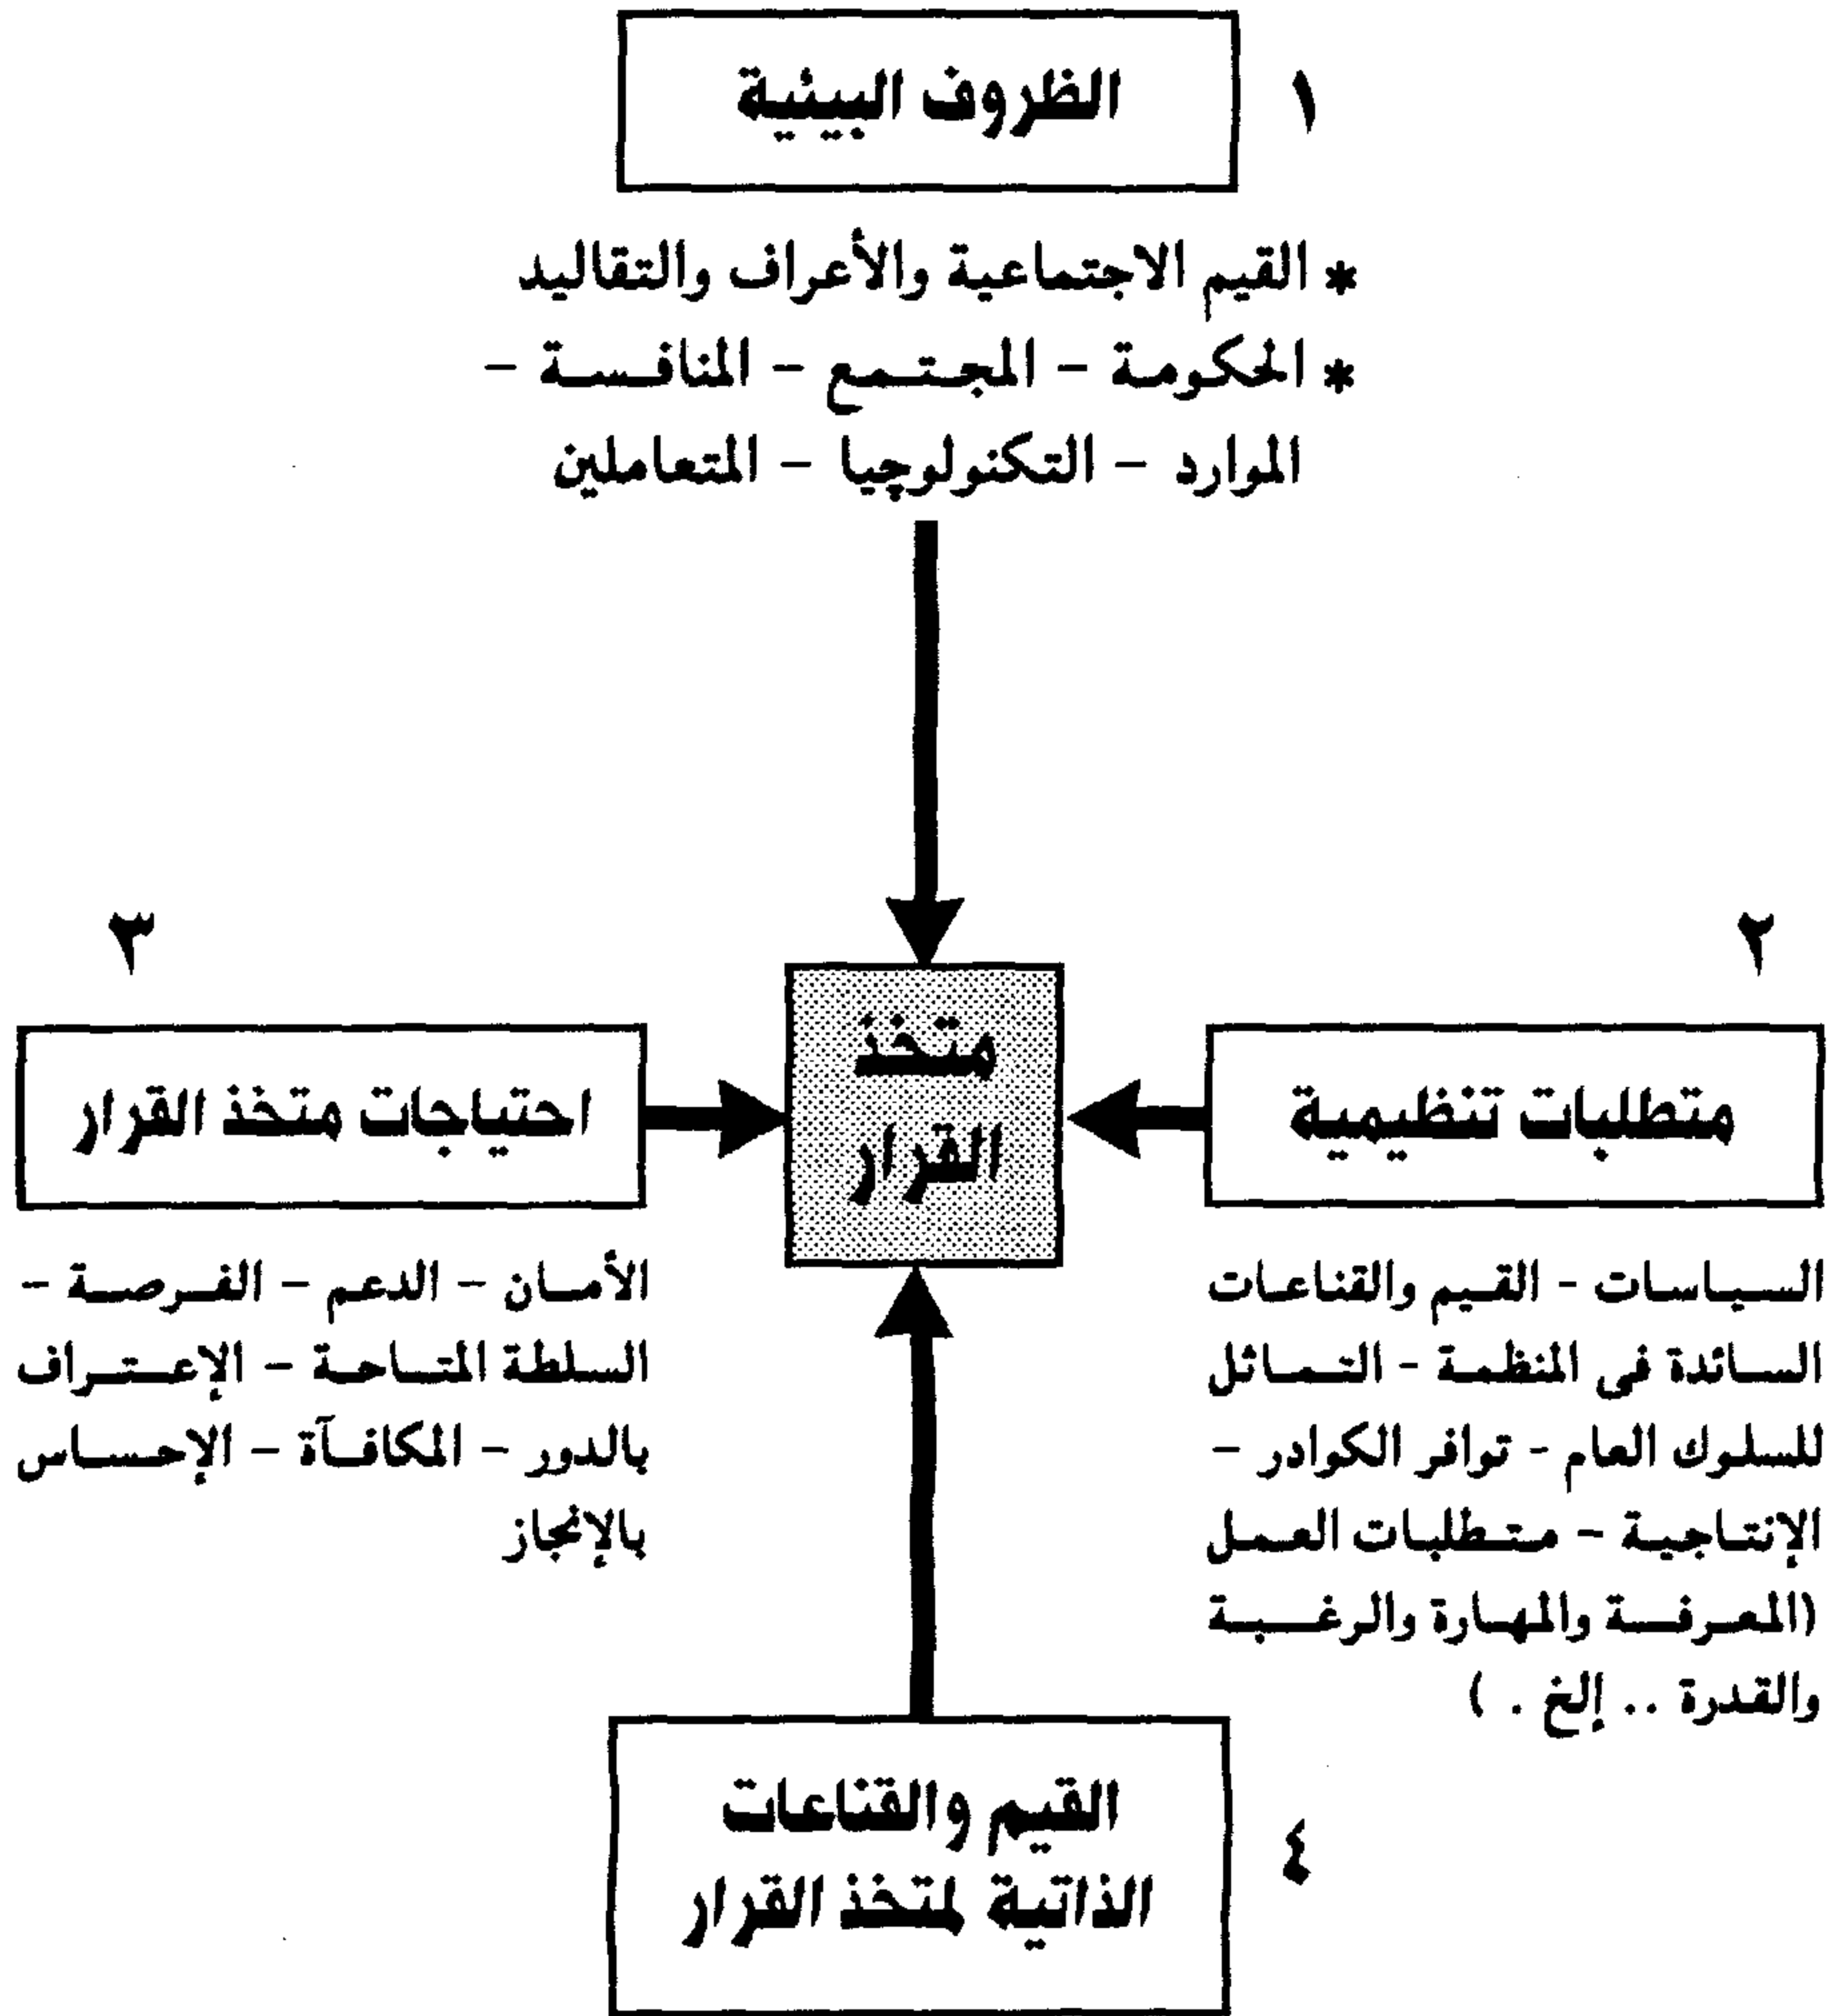 ١
الظروف البيئية
* القيم الاجتماعية والأعراف والتقاليد
* الحكومة - المجتمع - المنافسة -
الموارد - التكنولوچيا - المتعاملين
٢
متطلبات تنظيمية
السياسات - القيم والقناعات
السائدة فى المنظمة - التماثل
للسلوك العام - توافر الكوادر -
الإنتاجية - متطلبات العمل
(المعرفة والمهارة والرغبة
والقدرة .. إلخ . )
متخذ
القرار
٣
احتياجات متخذ القرار
الأمان - الدعم - الفرصة -
السلطة المتاحة - الإعتراف
بالدور - المكافآة - الإحساس
بالإنجاز
٤
القيم والقناعات
الذاتية لمتخذ القرار